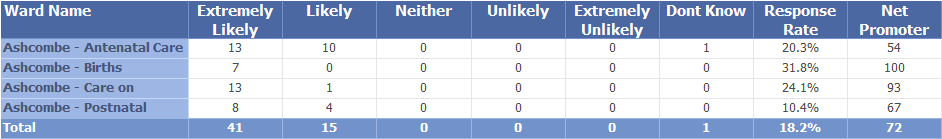 Ward Name Extremely Likely Likely Neither Unlikely Extremely Unlikely Dont Know Response Rate Net Promoter
Ashcombe - Antenatal Care 13 10 0 0 0 1 20.3% 54
Ashcombe - Births 7 0 0 0 0 0 31.8% 100
Ashcombe - Care on 13 1 0 0 0 0 24.1% 93
Ashcombe - Postnatal 8 4 0 0 0 0 10.4% 67
Total 41 15 0 0 0 1 18.2% 72